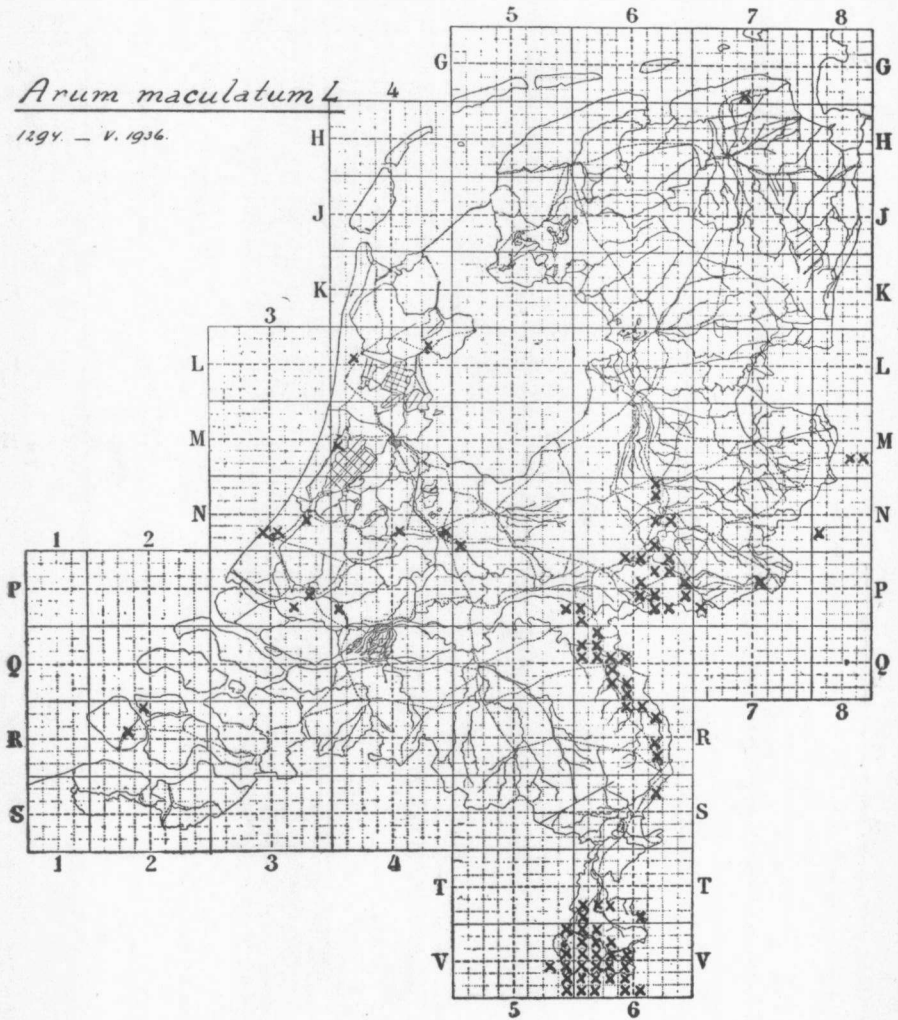 Arum maculatum L
1294. — V. 1936.
5 6 7 8
G G
4
H H
J J
K K
3
L L
M M
N N
1 2
P P
Q Q
7 8
R R
S S
1 2 3 4
T T
V V
5 6